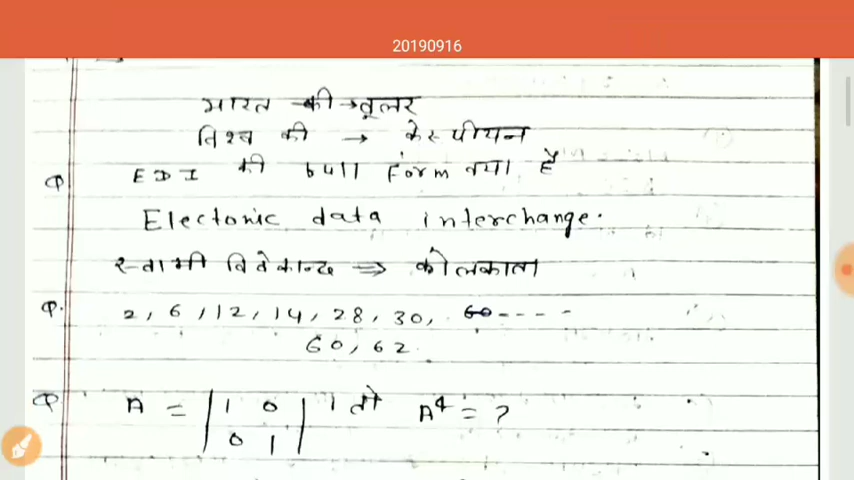 20190916
भारत की → वूलर
विश्व की → केस्पीयन
Q EDI की full Form क्या है
Electonic data interchange.
स्वामी विवेकान्द ⇒ कोलकाता
Q. 2, 6, 12, 14, 28, 30, 60 - - - -
60, 62.
Q A = | 1 0 | तो A⁴ = ?
0 1